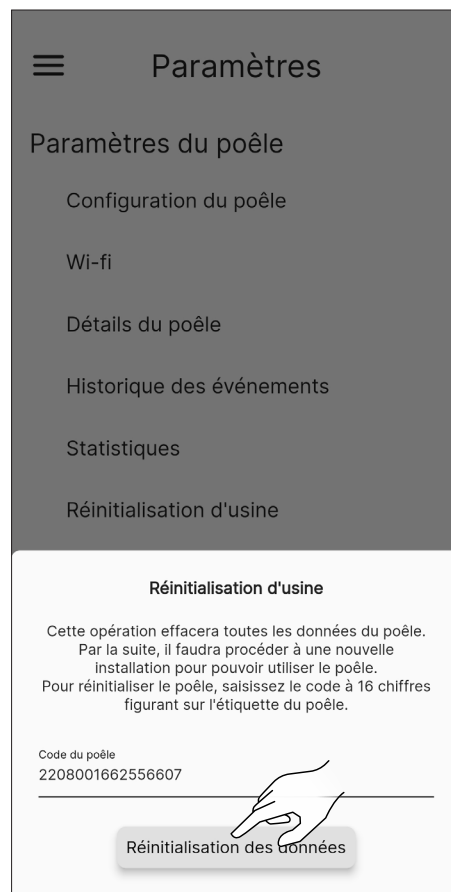 Paramètres
Paramètres du poêle
Configuration du poêle
Wi-fi
Détails du poêle
Historique des événements
Statistiques
Réinitialisation d'usine
Réinitialisation d'usine
Cette opération effacera toutes les données du poêle.
Par la suite, il faudra procéder à une nouvelle
installation pour pouvoir utiliser le poêle.
Pour réinitialiser le poêle, saisissez le code à 16 chiffres
figurant sur l'étiquette du poêle.
Code du poêle
2208001662556607
Réinitialisation des données